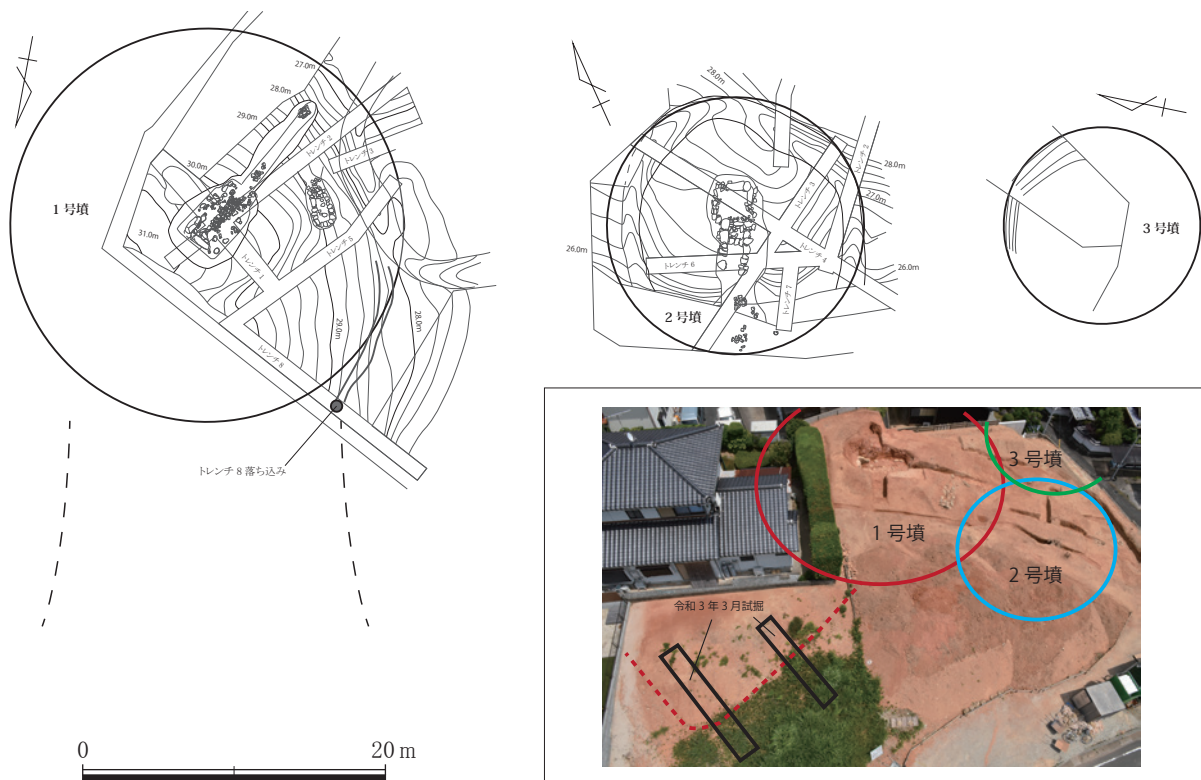 1号墳
27.0m
28.0m
29.0m
30.0m
31.0m
トレンチ2
トレンチ3
トレンチ5
トレンチ1
トレンチ8
29.0m
28.0m
トレンチ8落ち込み
0
20 m
28.0m
トレンチ2
トレンチ3
28.0m
27.0m
26.0m
トレンチ6
トレンチ4
26.0m
トレンチ7
2号墳
3号墳
3号墳
1号墳
2号墳
令和3年3月試掘